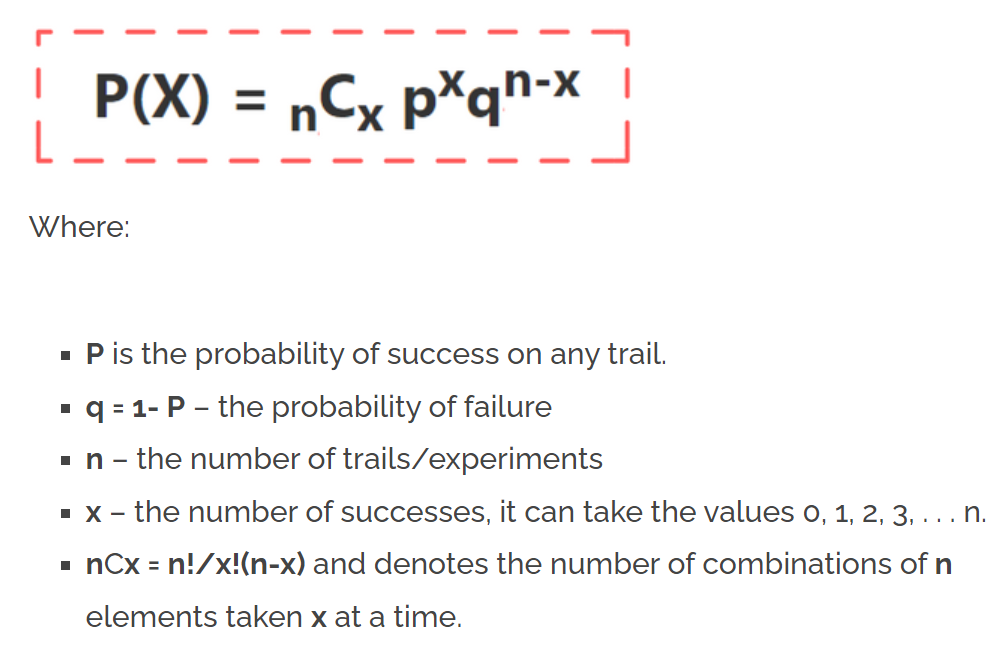 P(X) = nCx p^x q^n-x
Where:
▪ P is the probability of success on any trail.
▪ q = 1- P – the probability of failure
▪ n – the number of trails/experiments
▪ x – the number of successes, it can take the values 0, 1, 2, 3, . . . n.
▪ nCx = n!/x!(n-x) and denotes the number of combinations of n
elements taken x at a time.